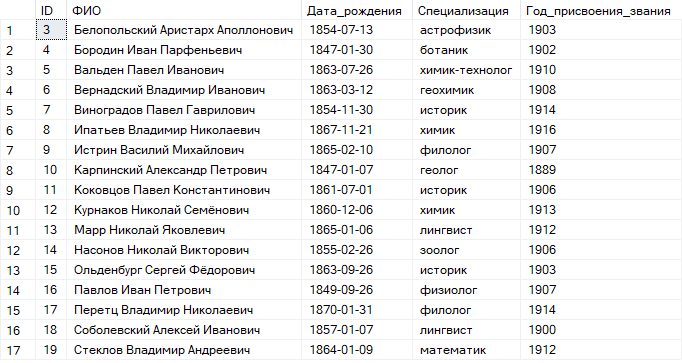 ID ФИО Дата_рождения Специализация Год_присвоения_звания
1 3 Белопольский Аристарх Аполлонович 1854-07-13 астрофизик 1903
2 4 Бородин Иван Парфеньевич 1847-01-30 ботаник 1902
3 5 Вальден Павел Иванович 1863-07-26 химик-технолог 1910
4 6 Вернадский Владимир Иванович 1863-03-12 геохимик 1908
5 7 Виноградов Павел Гаврилович 1854-11-30 историк 1914
6 8 Ипатьев Владимир Николаевич 1867-11-21 химик 1916
7 9 Истрин Василий Михайлович 1865-02-10 филолог 1907
8 10 Карпинский Александр Петрович 1847-01-07 геолог 1889
9 11 Коковцов Павел Константинович 1861-07-01 историк 1906
10 12 Курнаков Николай Семёнович 1860-12-06 химик 1913
11 13 Марр Николай Яковлевич 1865-01-06 лингвист 1912
12 14 Насонов Николай Викторович 1855-02-26 зоолог 1906
13 15 Ольденбург Сергей Фёдорович 1863-09-26 историк 1903
14 16 Павлов Иван Петрович 1849-09-26 физиолог 1907
15 17 Перетц Владимир Николаевич 1870-01-31 филолог 1914
16 18 Соболевский Алексей Иванович 1857-01-07 лингвист 1900
17 19 Стеклов Владимир Андреевич 1864-01-09 математик 1912